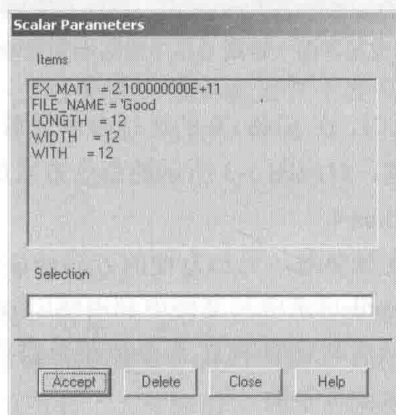 Scalar Parameters
Items
EX_MAT1 = 2.100000000E+11
FILE_NAME = 'Good
LONGTH = 12
WIDTH = 12
WITH = 12
Selection
Accept Delete Close Help